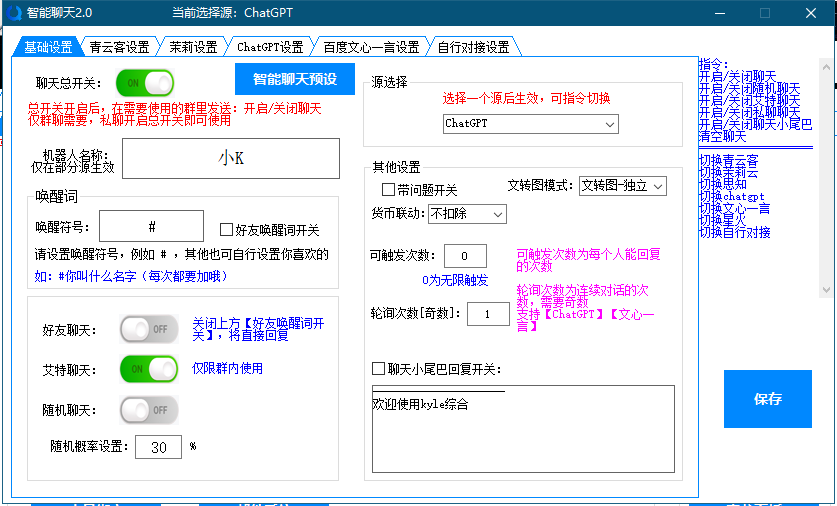 智能聊天2.0
当前选择源：ChatGPT
基础设置
青云客设置
茉莉设置
ChatGPT设置
百度文心一言设置
自行对接设置
聊天总开关：
ON
智能聊天预设
总开关开启后，在需要使用的群里发送：开启/关闭聊天
仅群聊需要，私聊开启总开关即可使用
机器人名称：
仅在部分源生效
小K
唤醒词
唤醒符号：
#
好友唤醒词开关
请设置唤醒符号，例如 # ，其他也可自行设置你喜欢的
如：#你叫什么名字（每次都要加哦）
好友聊天：
OFF
关闭上方【好友唤醒词开
关】，将直接回复
艾特聊天：
ON
仅限群内使用
随机聊天：
OFF
随机概率设置：
30
%
源选择
选择一个源后生效，可指令切换
ChatGPT
其他设置
带问题开关
文转图模式：
文转图-独立
货币联动：
不扣除
可触发次数：
0
0为无限触发
可触发次数为每个人能回复
的次数
轮询次数[奇数]：
1
轮询次数为连续对话的次
数，需要奇数
支持【ChatGPT】【文心一
言】
聊天小尾巴回复开关：
欢迎使用kyle综合
指令：
开启/关闭聊天
开启/关闭随机聊天
开启/关闭艾特聊天
开启/关闭私聊聊天
开启/关闭聊天小尾巴
清空聊天
切换青云客
切换茉莉云
切换思知
切换chatgpt
切换文心一言
切换星火
切换自行对接
保存